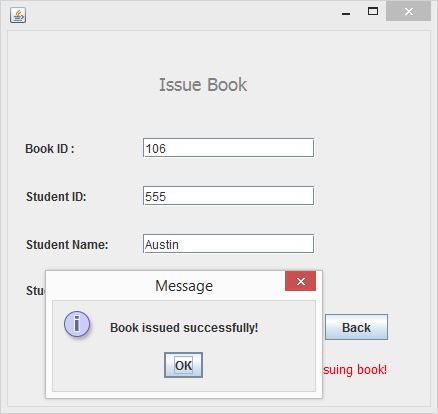 Issue Book
Book ID :
106
Student ID:
555
Student Name:
Austin
Message
Book issued successfully!
OK
Back
suing book!